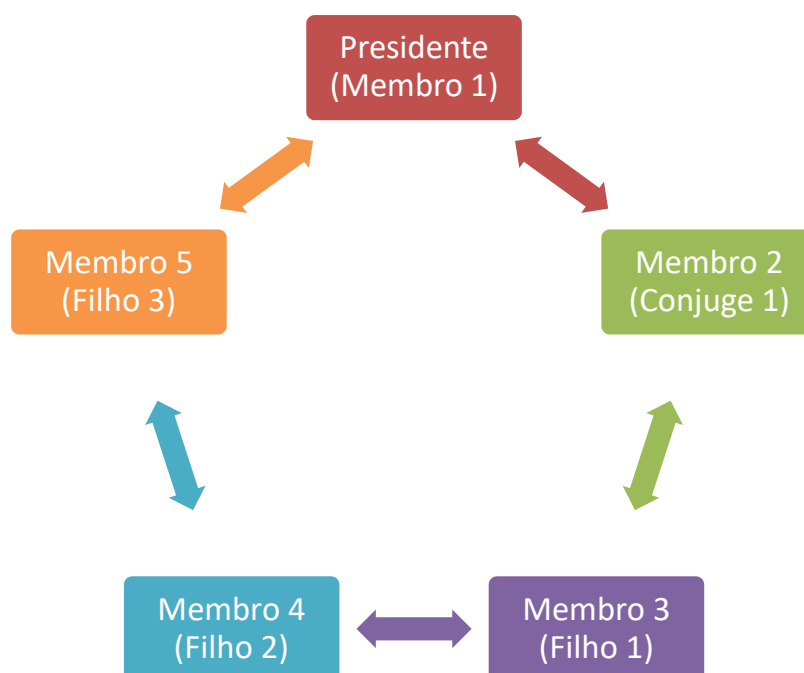 Presidente
(Membro 1)
Membro 5
(Filho 3)
Membro 2
(Conjuge 1)
Membro 4
(Filho 2)
Membro 3
(Filho 1)